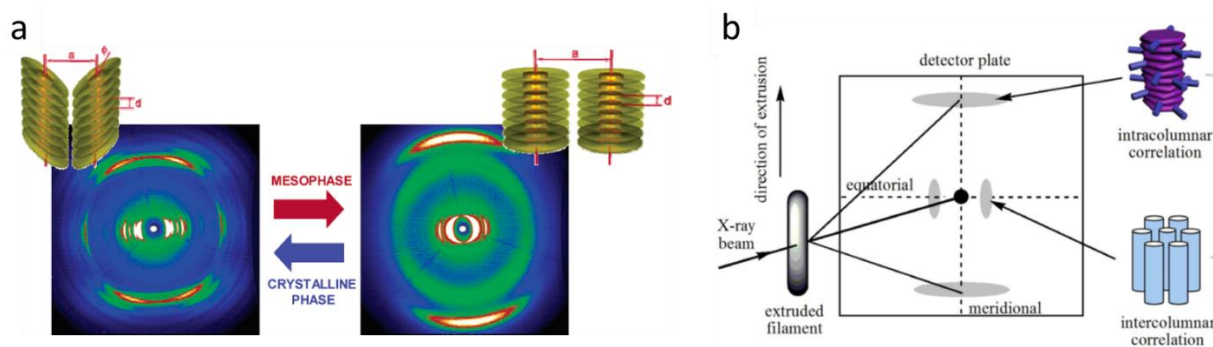 a
a
ϕ
d
MESOPHASE
CRYSTALLINE
PHASE
a
d
b
direction of extrusion
detector plate
equatorial
X-ray
beam
extruded
filament
meridional
intracolumnar
correlation
intercolumnar
correlation